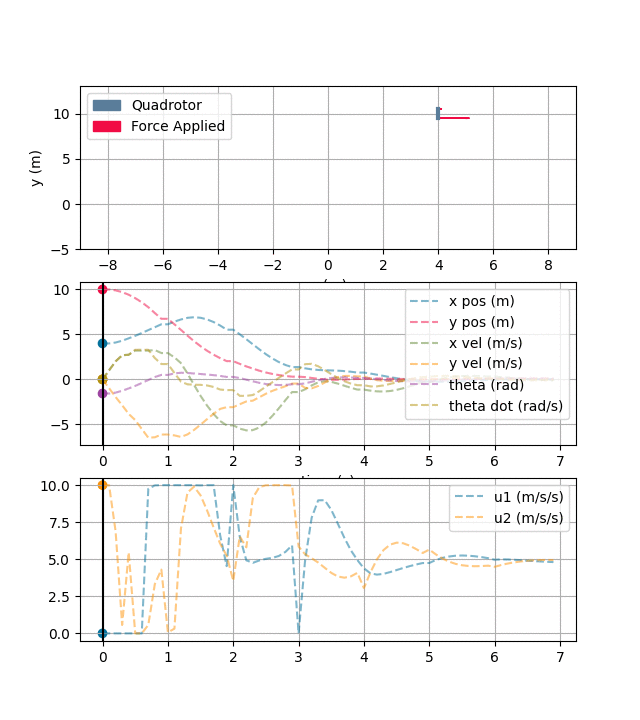 Quadrotor
Force Applied
y (m)
10
5
0
−5
−8 −6 −4 −2 0 2 4 6 8
x pos (m)
y pos (m)
x vel (m/s)
y vel (m/s)
theta (rad)
theta dot (rad/s)
10
5
0
−5
0 1 2 3 4 5 6 7
u1 (m/s/s)
u2 (m/s/s)
10.0
7.5
5.0
2.5
0.0
0 1 2 3 4 5 6 7